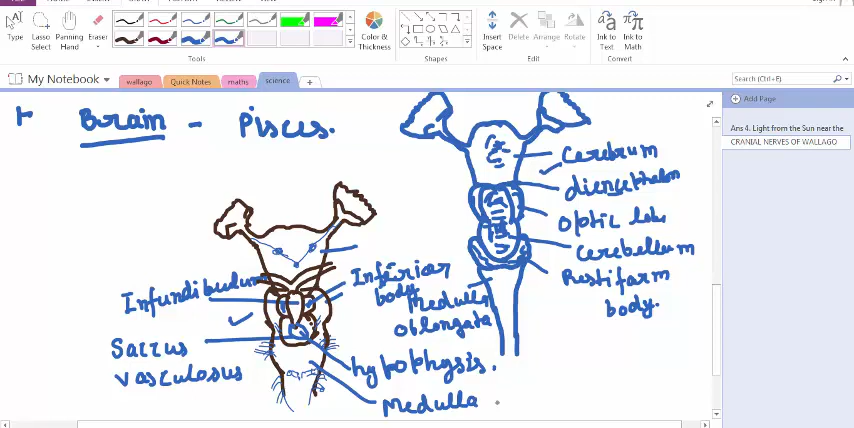 Type
Lasso Select
Panning Hand
Eraser
Color & Thickness
Insert Space
Delete
Arrange
Rotate
Ink to Text
Ink to Math
Tools
Shapes
Edit
Convert
My Notebook
wallago
Quick Notes
maths
science
Search (Ctrl+E)
Add Page
Ans 4. Light from the Sun near the
CRANIAL NERVES OF WALLAGO
Brain - Pisces.
Cerebrum
diencephalon
optic lobe
Cerebellum
Restifarm
body.
Medulla
oblongata
Inferior
body
Infundibulum
Saccus
vasculosus
hypophysis.
Medulla